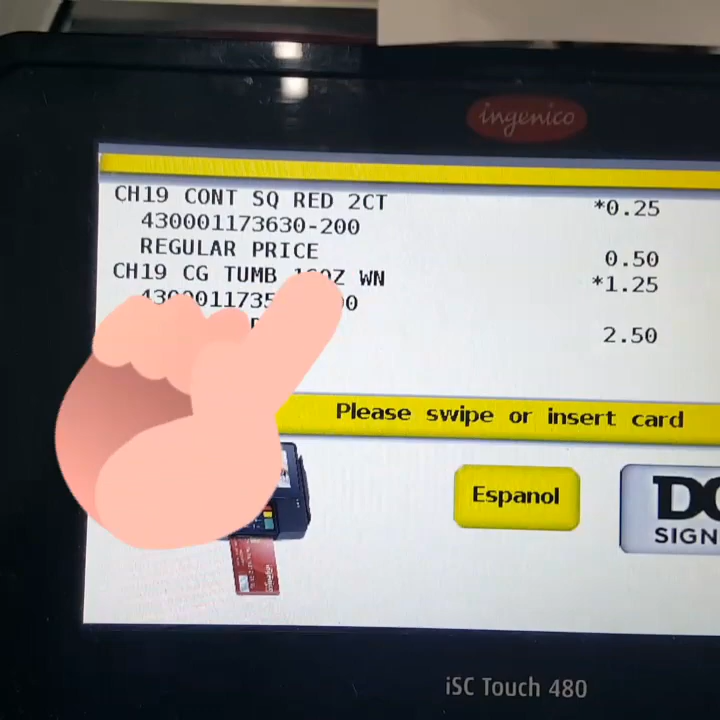 ingenico
CH19 CONT SQ RED 2CT *0.25
430001173630-200
REGULAR PRICE 0.50
CH19 CG TUMB WN *1.25
2.50
Please swipe or insert card
Espanol
iSC Touch 480